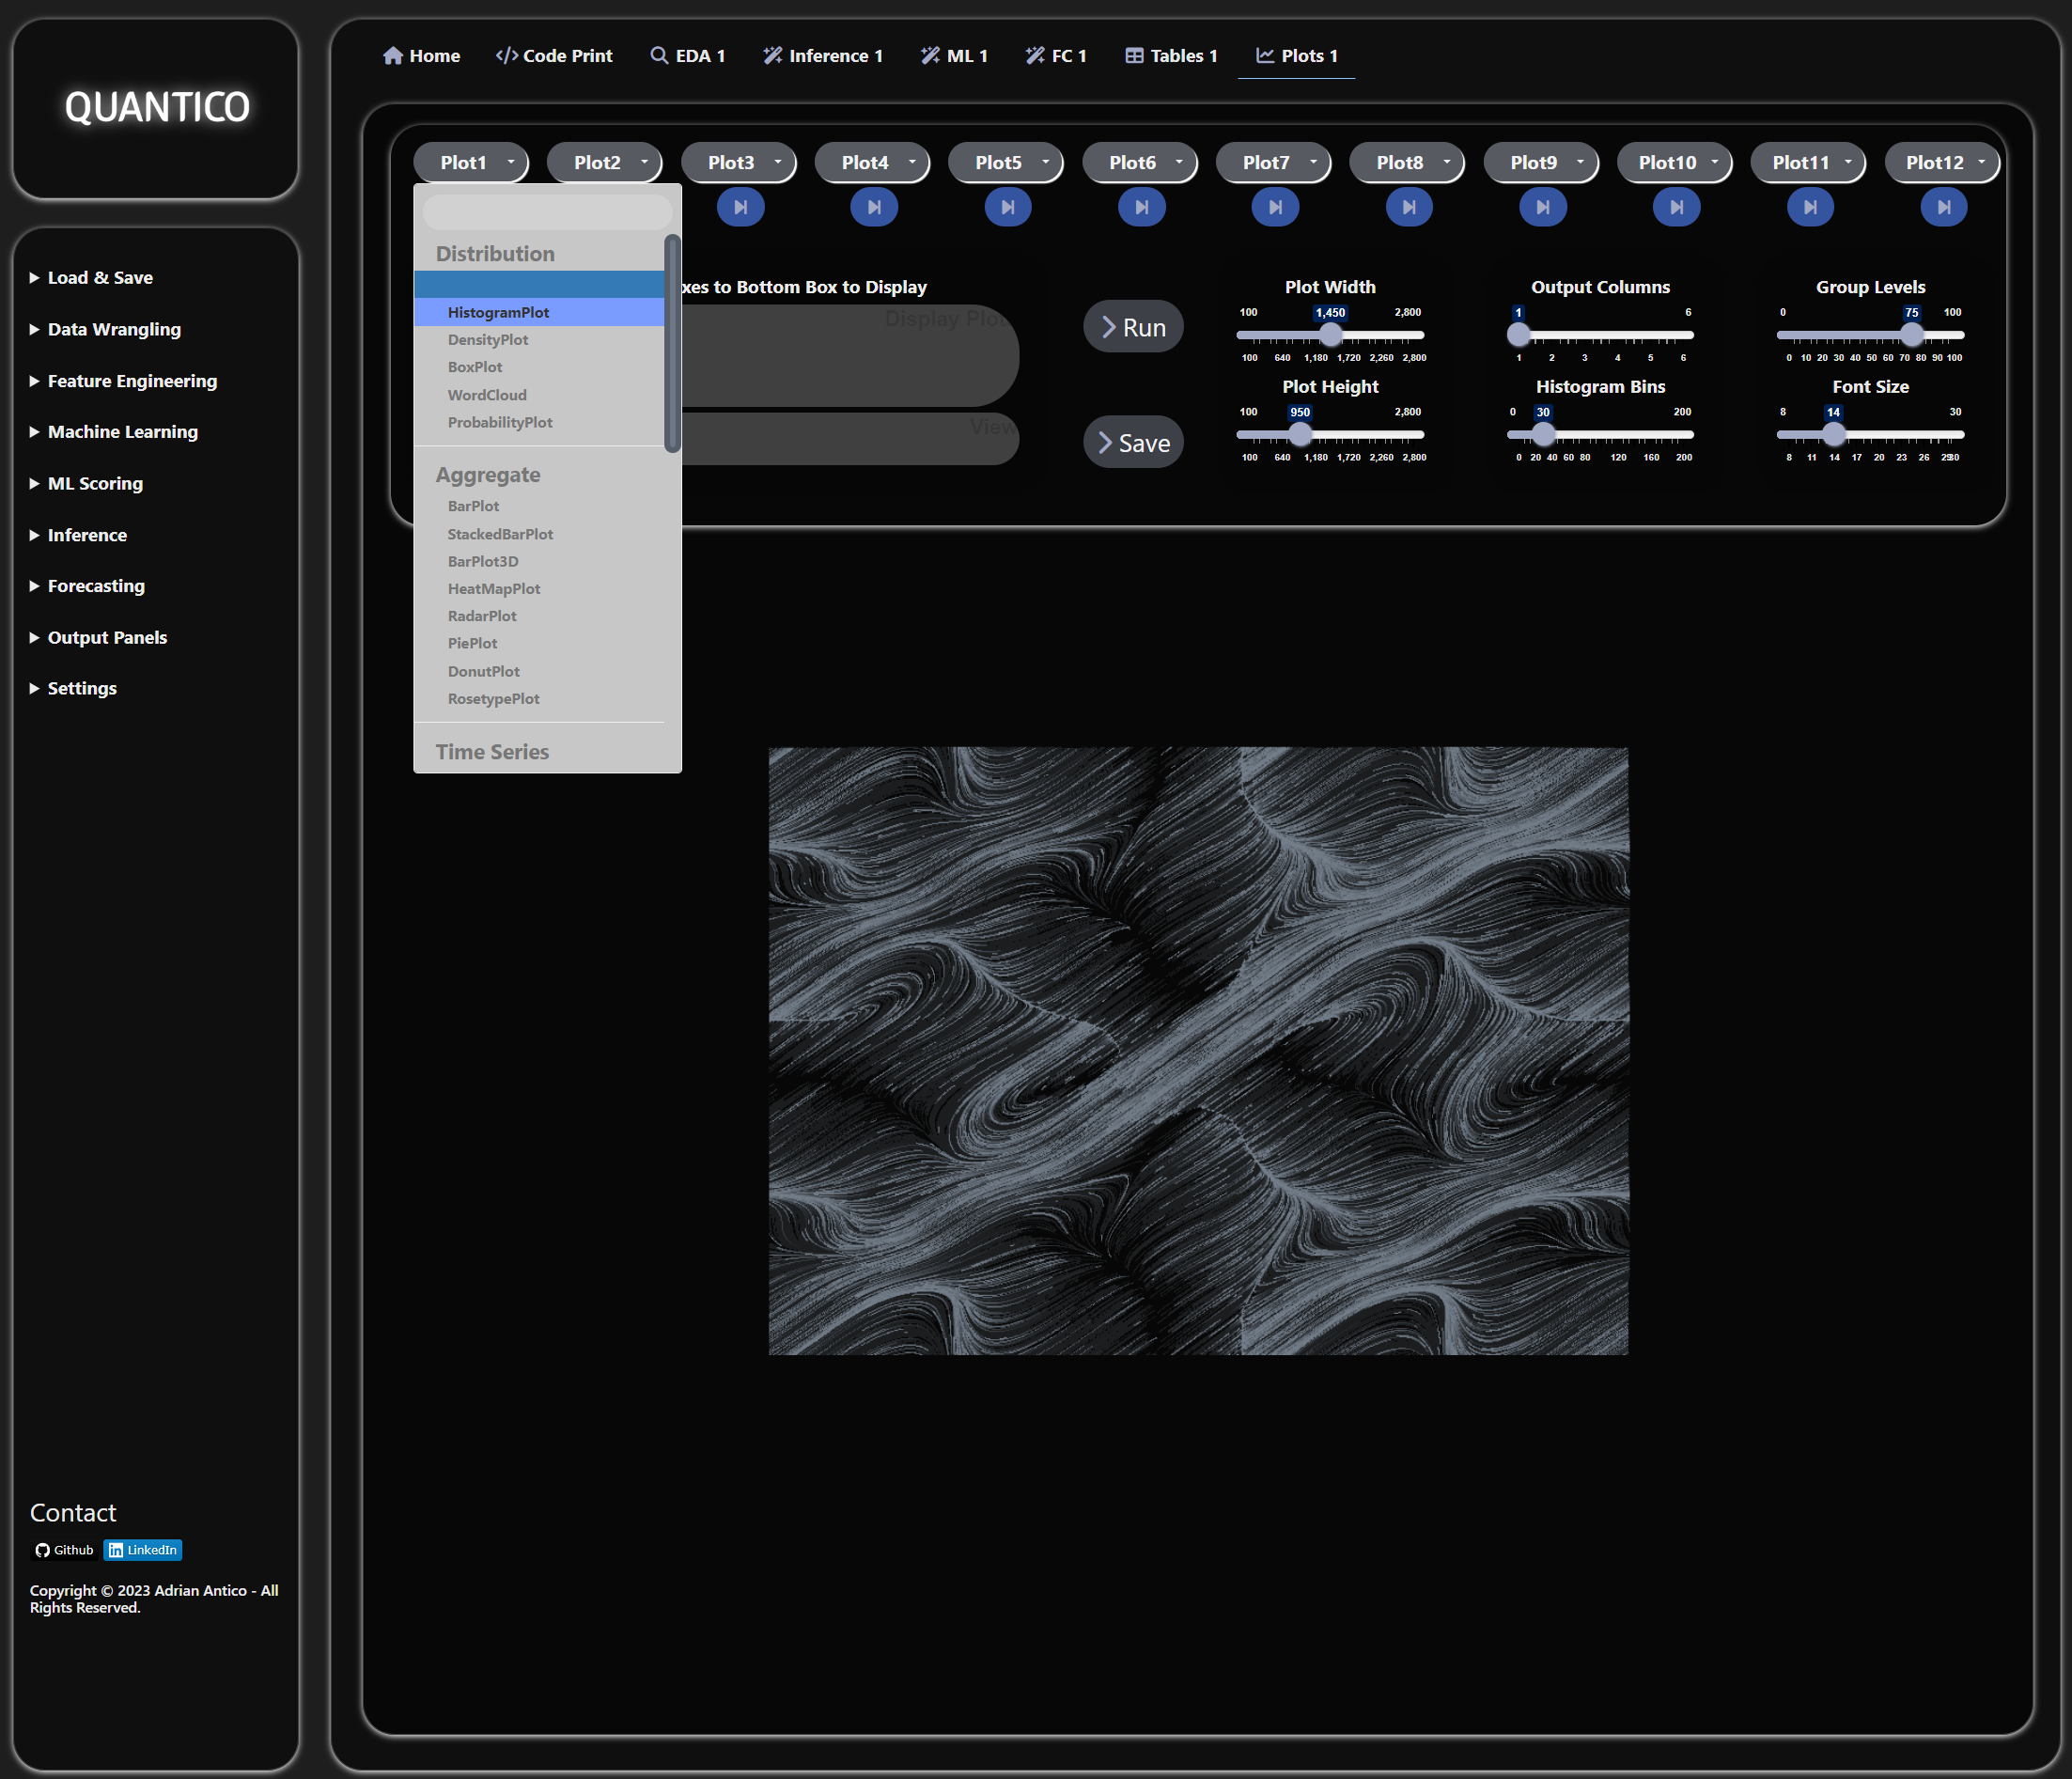 QUANTICO
Load & Save
Data Wrangling
Feature Engineering
Machine Learning
ML Scoring
Inference
Forecasting
Output Panels
Settings
Contact
Github LinkedIn
Copyright © 2023 Adrian Antico - All
Rights Reserved.
Home Code Print EDA 1 Inference 1 ML 1 FC 1 Tables 1 Plots 1
Plot1 Plot2 Plot3 Plot4 Plot5 Plot6 Plot7 Plot8 Plot9 Plot10 Plot11 Plot12
Distribution
HistogramPlot
DensityPlot
BoxPlot
WordCloud
ProbabilityPlot
Aggregate
BarPlot
StackedBarPlot
BarPlot3D
HeatMapPlot
RadarPlot
PiePlot
DonutPlot
RosetypePlot
Time Series
xes to Bottom Box to Display
Display Plot
View
Run
Save
Plot Width
100 1,450 2,800
100 640 1,180 1,720 2,260 2,800
Plot Height
100 950 2,800
100 640 1,180 1,720 2,260 2,800
Output Columns
1 6
1 2 3 4 5 6
Histogram Bins
0 30 200
0 20 40 60 80 120 160 200
Group Levels
0 75 100
0 10 20 30 40 50 60 70 80 90 100
Font Size
8 14 30
8 11 14 17 20 23 26 29 30